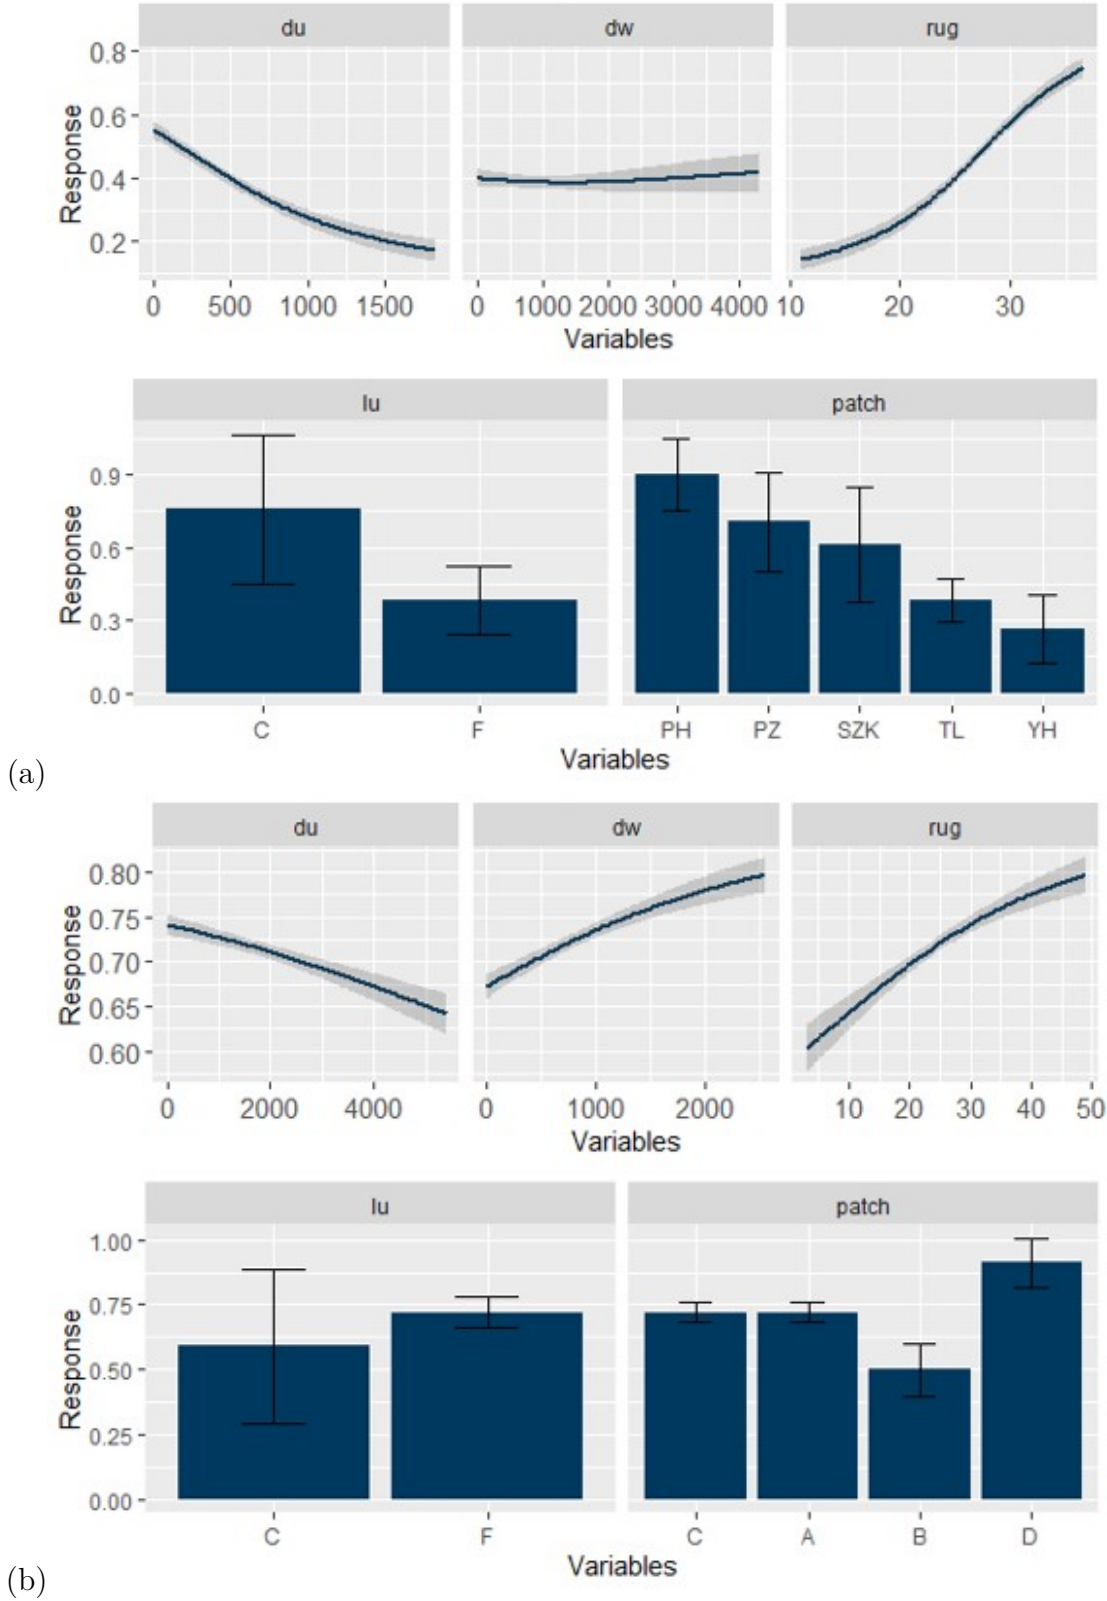 du dw rug
0.8
0.6
0.4
0.2
Response
0 500 1000 1500 0 1000 2000 3000 4000 10 20 30
Variables
lu patch
0.9
0.6
0.3
0.0
Response
C F PH PZ SZK TL YH
Variables
(a)
du dw rug
0.80
0.75
0.70
0.65
0.60
Response
0 2000 4000 0 1000 2000 10 20 30 40 50
Variables
lu patch
1.00
0.75
0.50
0.25
0.00
Response
C F C A B D
Variables
(b)